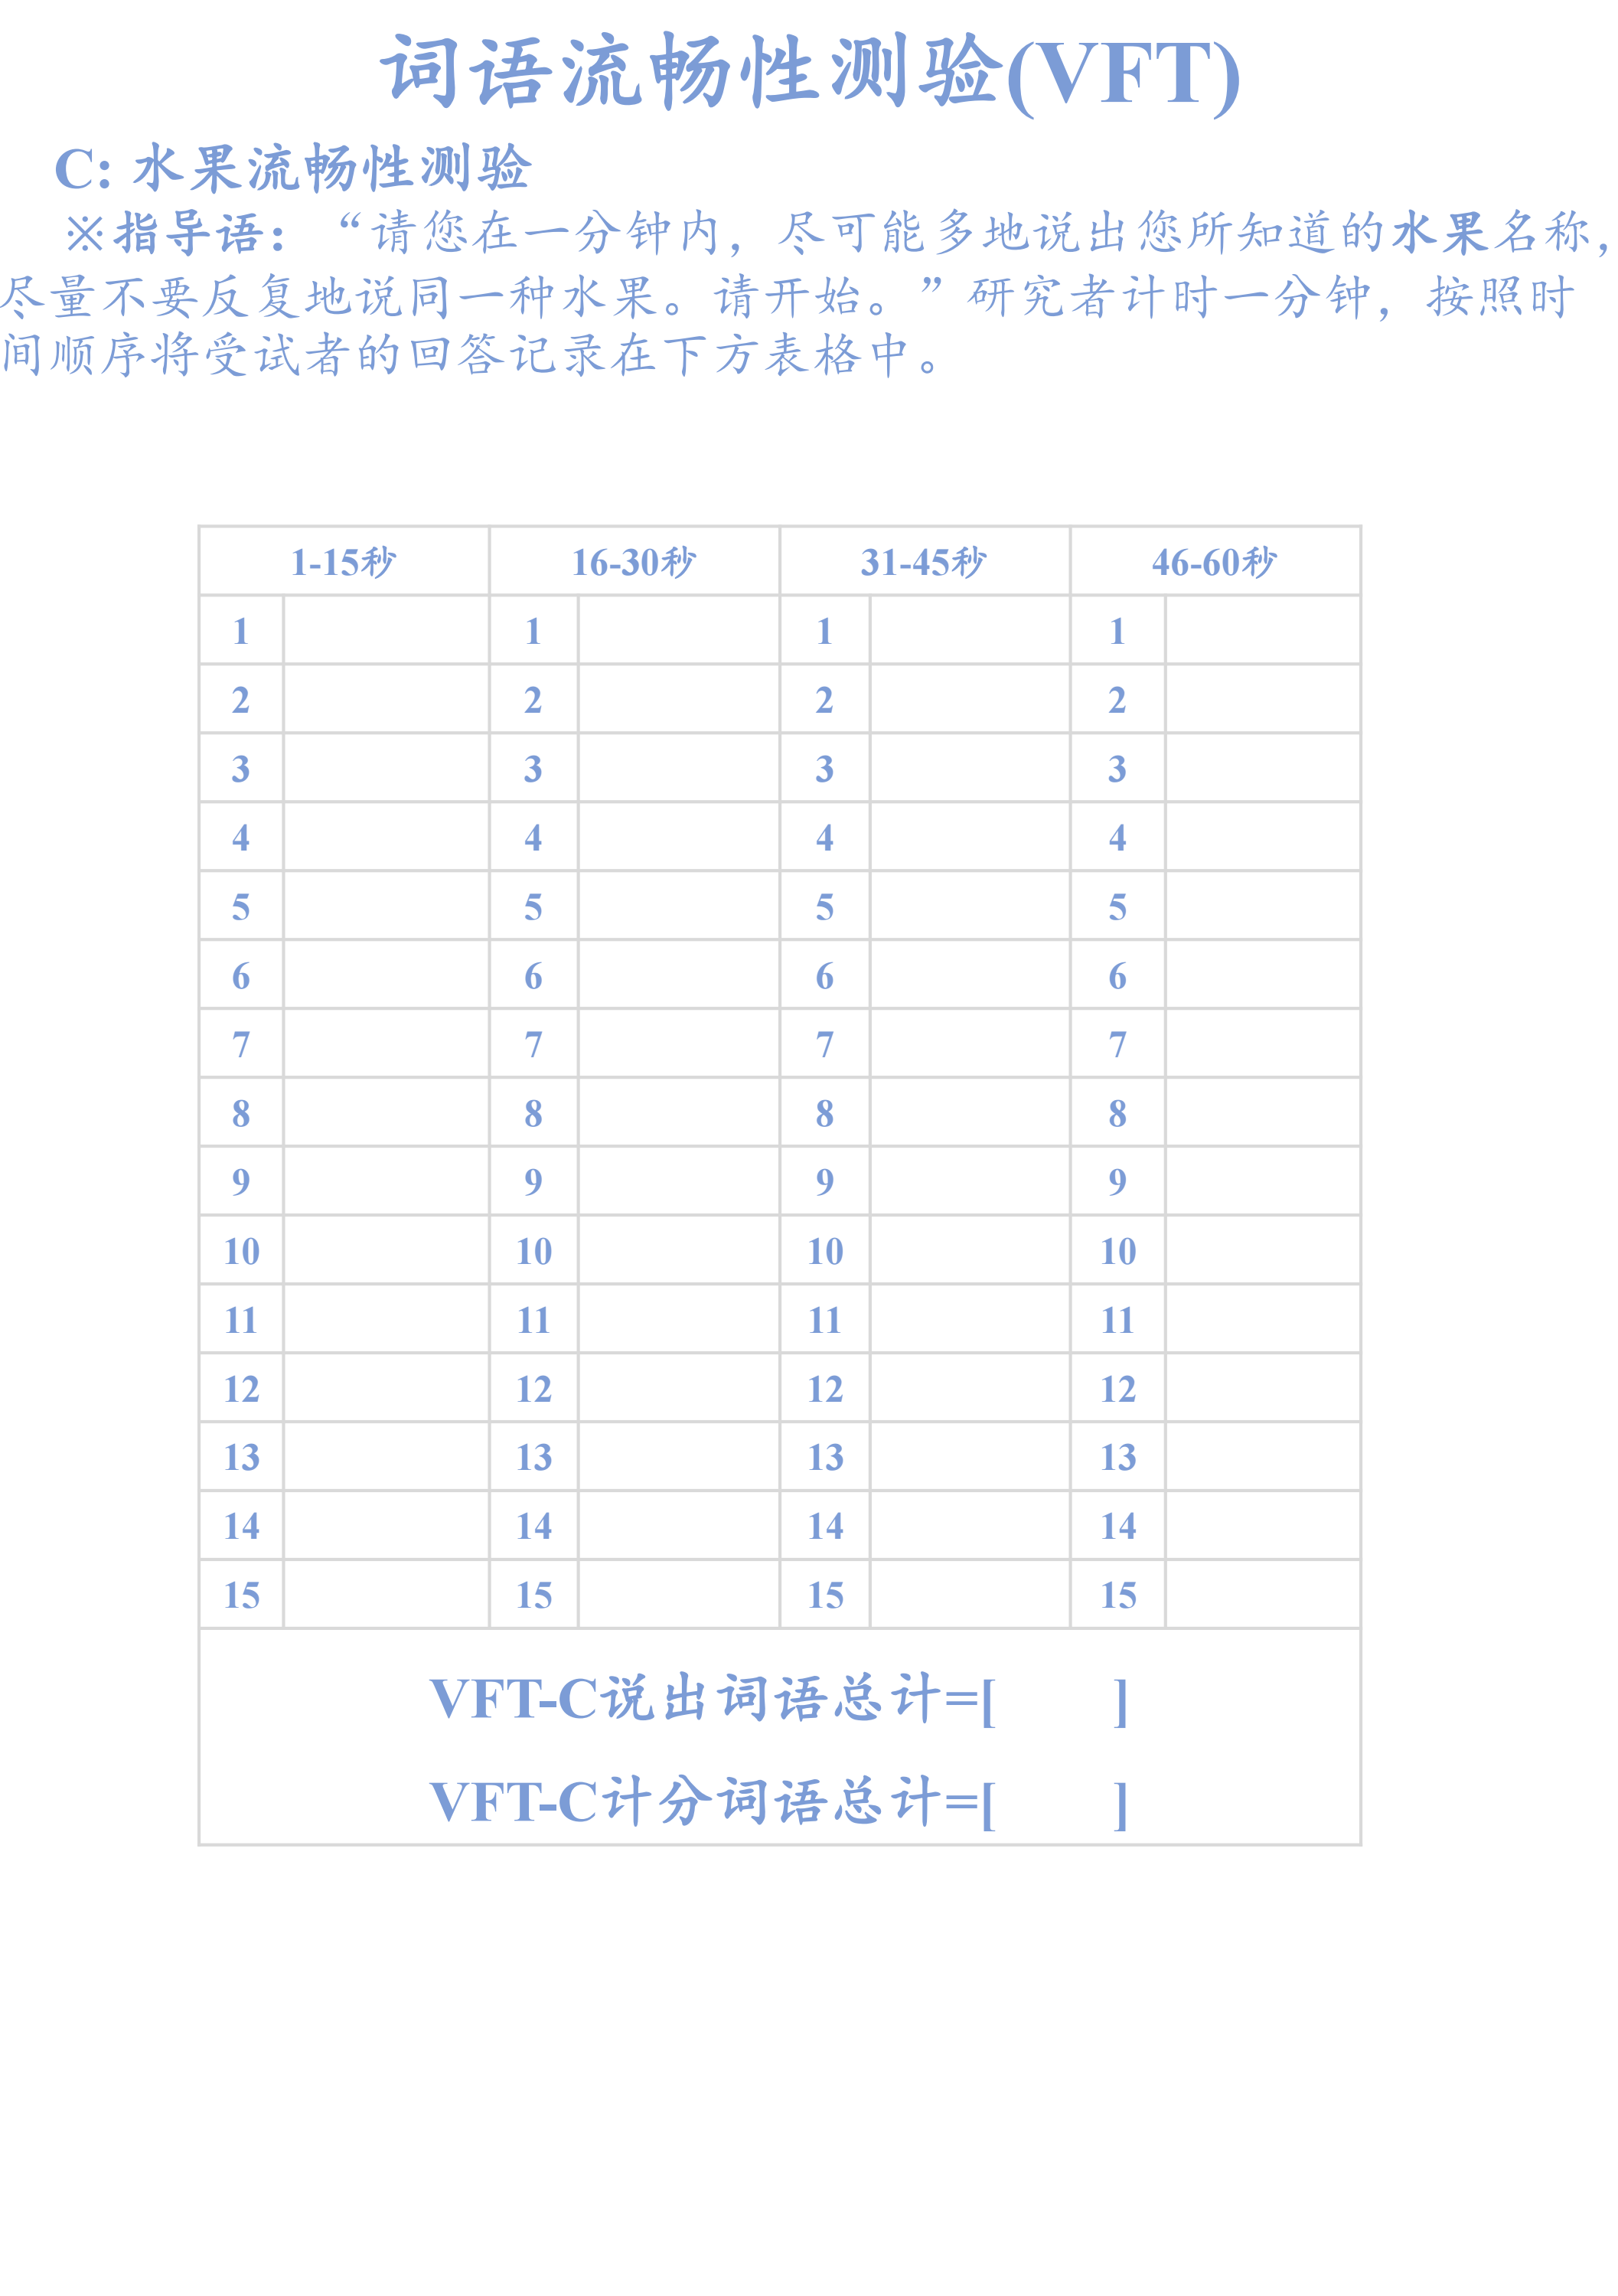 词语流畅性测验(VFT)
C: 水果流畅性测验
※指导语：“请您在一分钟内，尽可能多地说出您所知道的水果名称，
尽量不要反复地说同一种水果。请开始。”研究者计时一分钟，按照时
间顺序将受试者的回答记录在下方表格中。
1-15秒 16-30秒 31-45秒 46-60秒
1 1 1 1
2 2 2 2
3 3 3 3
4 4 4 4
5 5 5 5
6 6 6 6
7 7 7 7
8 8 8 8
9 9 9 9
10 10 10 10
11 11 11 11
12 12 12 12
13 13 13 13
14 14 14 14
15 15 15 15
VFT-C说出词语总计=[ ]
VFT-C计分词语总计=[ ]